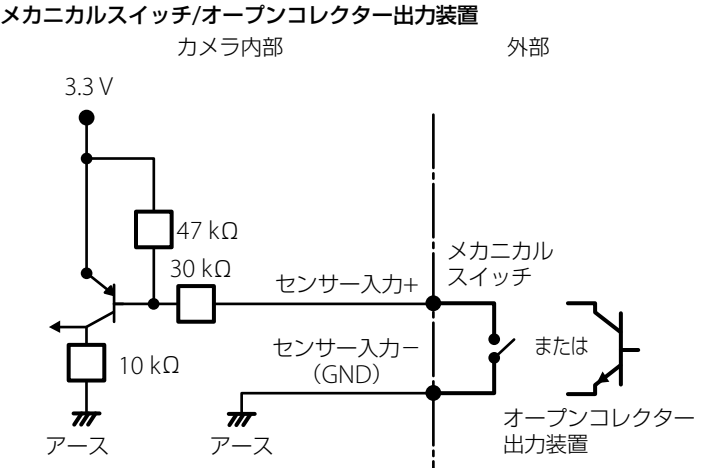 メカニカルスイッチ/オープンコレクター出力装置
カメラ内部
外部
3.3 V
47 kΩ
30 kΩ
センサー入力+
メカニカル
スイッチ
センサー入力−
（GND）
または
10 kΩ
アース
アース
オープンコレクター
出力装置